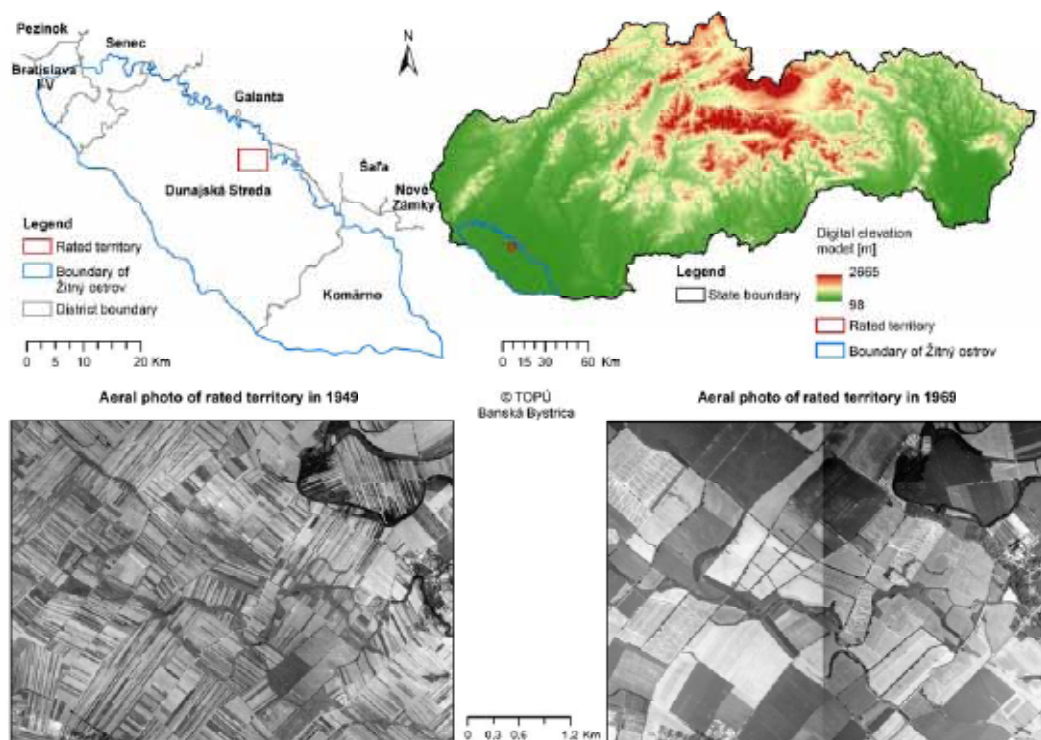 Pezinok
Senec
Bratislava
IV
N
Galanta
Šaľa
Nové
Zámky
Dunajská Streda
Komárno
Legend
Rated territory
Boundary of
Žitný ostrov
District boundary
0 5 10 20 Km
Digital elevation
model [m]
2665
98
Legend
State boundary
Rated territory
Boundary of Žitný ostrov
0 15 30 60 Km
Aeral photo of rated territory in 1949
© TOPÚ
Banská Bystrica
Aeral photo of rated territory in 1969
0 0.3 0.6 1.2 Km